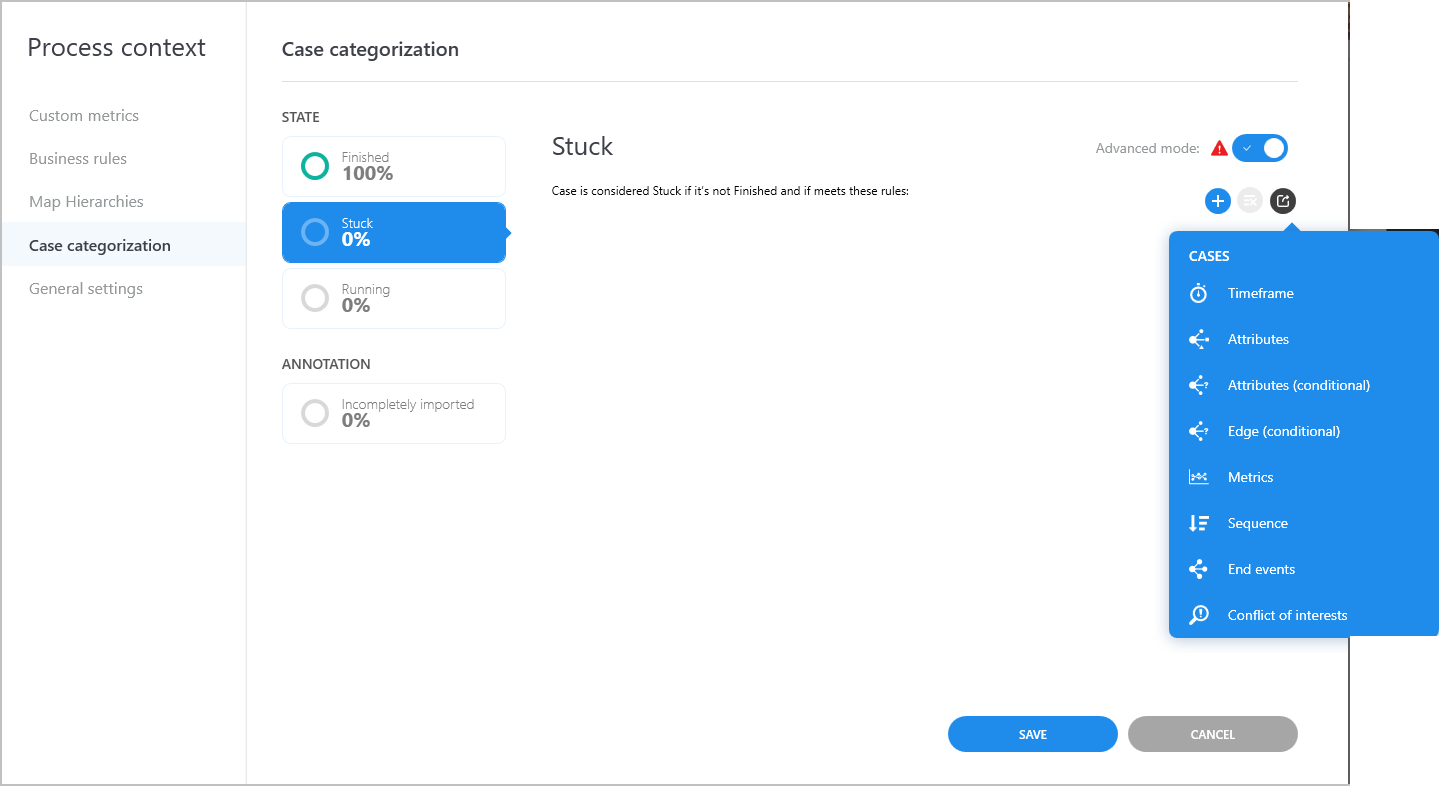 Process context
Custom metrics
Business rules
Map Hierarchies
Case categorization
General settings
Case categorization
STATE
Finished
100%
Stuck
0%
Running
0%
ANNOTATION
Incompletely imported
0%
Stuck
Advanced mode:
Case is considered Stuck if it's not Finished and if meets these rules:
CASES
Timeframe
Attributes
Attributes (conditional)
Edge (conditional)
Metrics
Sequence
End events
Conflict of interests
SAVE
CANCEL